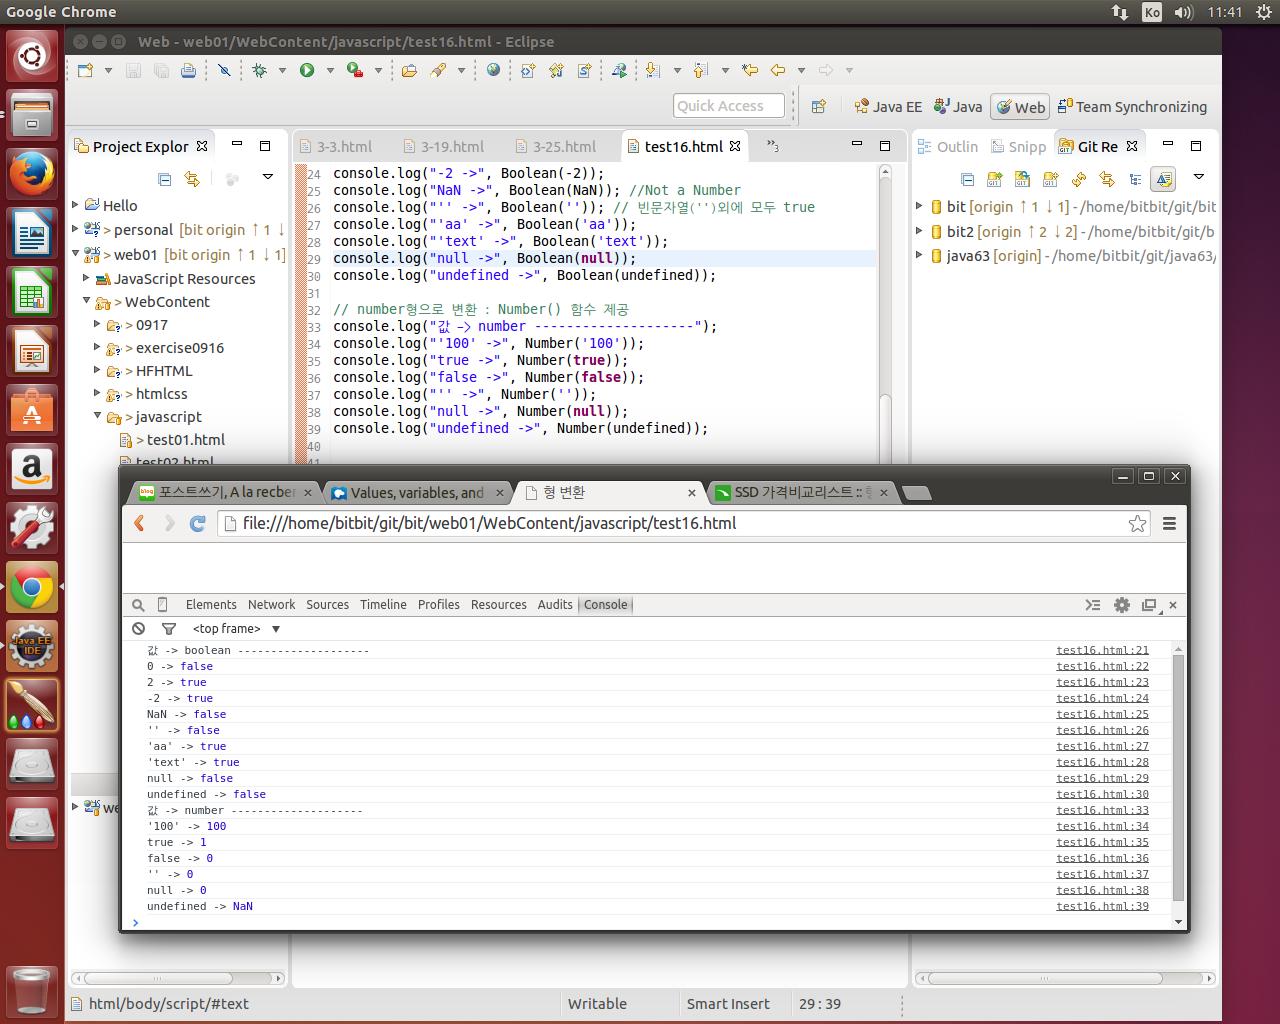 Google Chrome
Ko
11:41
Web - web01/WebContent/javascript/test16.html - Eclipse
Quick Access
Java EE
Java
Web
Team Synchronizing
Project Explor
3-3.html
3-19.html
3-25.html
test16.html
»3
Outlin
Snipp
Git Re
Hello
> personal [bit origin ↑ 1 ↓
> web01 [bit origin ↑ 1 ↓ 1]
JavaScript Resources
> WebContent
> 0917
> exercise0916
> HFHTML
> htmlcss
> javascript
> test01.html
test02.html
24 console.log("-2 ->", Boolean(-2));
25 console.log("NaN ->", Boolean(NaN)); //Not a Number
26 console.log("'' ->", Boolean('')); // 빈문자열('')외에 모두 true
27 console.log("'aa' ->", Boolean('aa'));
28 console.log("'text' ->", Boolean('text'));
29 console.log("null ->", Boolean(null));
30 console.log("undefined ->", Boolean(undefined));
31
32 // number형으로 변환 : Number() 함수 제공
33 console.log("값 -> number --------------------");
34 console.log("'100' ->", Number('100'));
35 console.log("true ->", Number(true));
36 console.log("false ->", Number(false));
37 console.log("'' ->", Number(''));
38 console.log("null ->", Number(null));
39 console.log("undefined ->", Number(undefined));
40
41
bit [origin ↑ 1 ↓ 1] - /home/bitbit/git/bit
bit2 [origin ↑ 2 ↓ 2] - /home/bitbit/git/b
java63 [origin] - /home/bitbit/git/java63/
포스트쓰기, A la recher
Values, variables, and
형 변환
SSD 가격비교리스트 ::
file:///home/bitbit/git/bit/web01/WebContent/javascript/test16.html
Elements Network Sources Timeline Profiles Resources Audits Console
<top frame>
값 -> boolean -------------------- test16.html:21
0 -> false test16.html:22
2 -> true test16.html:23
-2 -> true test16.html:24
NaN -> false test16.html:25
'' -> false test16.html:26
'aa' -> true test16.html:27
'text' -> true test16.html:28
null -> false test16.html:29
undefined -> false test16.html:30
값 -> number -------------------- test16.html:33
'100' -> 100 test16.html:34
true -> 1 test16.html:35
false -> 0 test16.html:36
'' -> 0 test16.html:37
null -> 0 test16.html:38
undefined -> NaN test16.html:39
>
we
Java EE
IDE
html/body/script/#text
Writable
Smart Insert
29 : 39